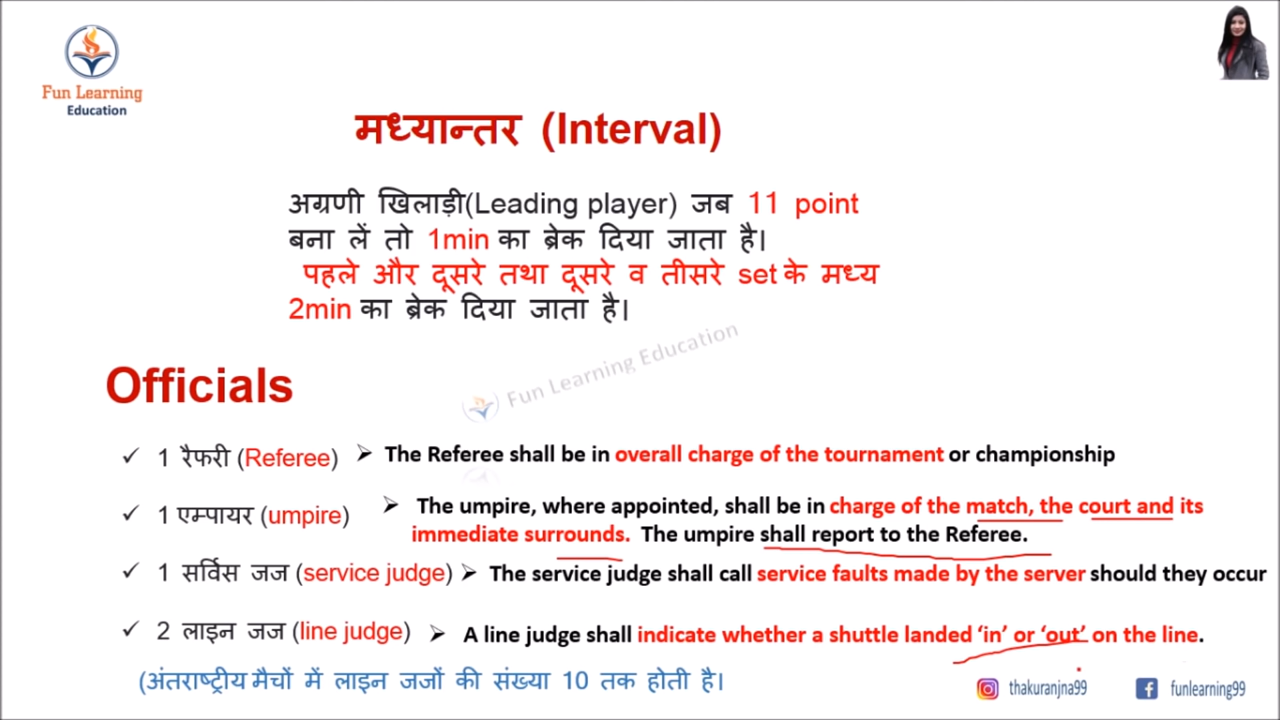 Fun Learning
Education
मध्यान्तर (Interval)
अग्रणी खिलाड़ी(Leading player) जब 11 point
बना लें तो 1min का ब्रेक दिया जाता है।
पहले और दूसरे तथा दूसरे व तीसरे set के मध्य
2min का ब्रेक दिया जाता है।
Fun Learning Education
Officials
✓ 1 रैफरी (Referee) ➢ The Referee shall be in overall charge of the tournament or championship
✓ 1 एम्पायर (umpire) ➢ The umpire, where appointed, shall be in charge of the match, the court and its
immediate surrounds. The umpire shall report to the Referee.
✓ 1 सर्विस जज (service judge) ➢ The service judge shall call service faults made by the server should they occur
✓ 2 लाइन जज (line judge) ➢ A line judge shall indicate whether a shuttle landed ‘in’ or ‘out’ on the line.
(अंतराष्ट्रीय मैचों में लाइन जजों की संख्या 10 तक होती है।
thakuranjna99 funlearning99